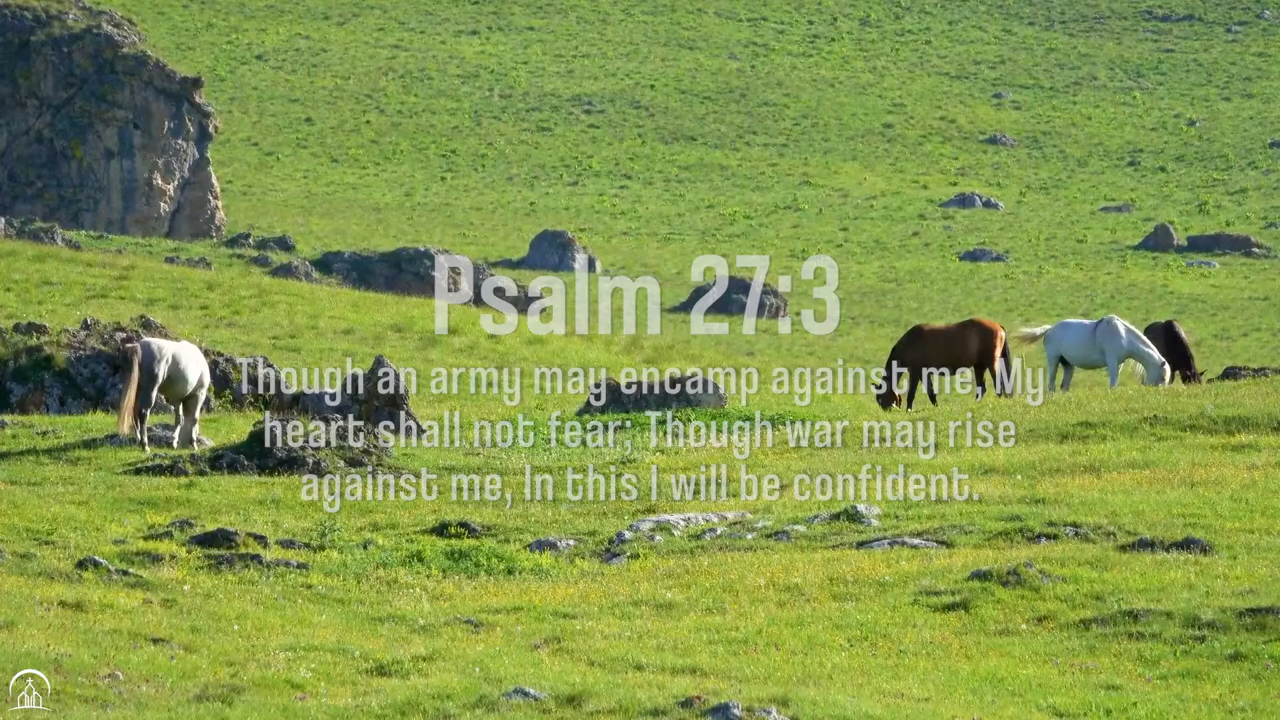 Psalm 27:3
Though an army may encamp against me, My
heart shall not fear; Though war may rise
against me, In this I will be confident.